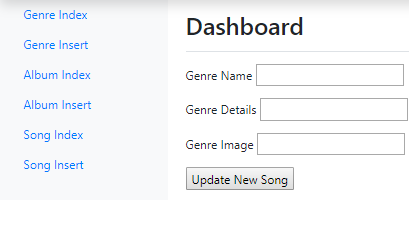 Genre Index
Genre Insert
Album Index
Album Insert
Song Index
Song Insert
Dashboard
Genre Name
Genre Details
Genre Image
Update New Song